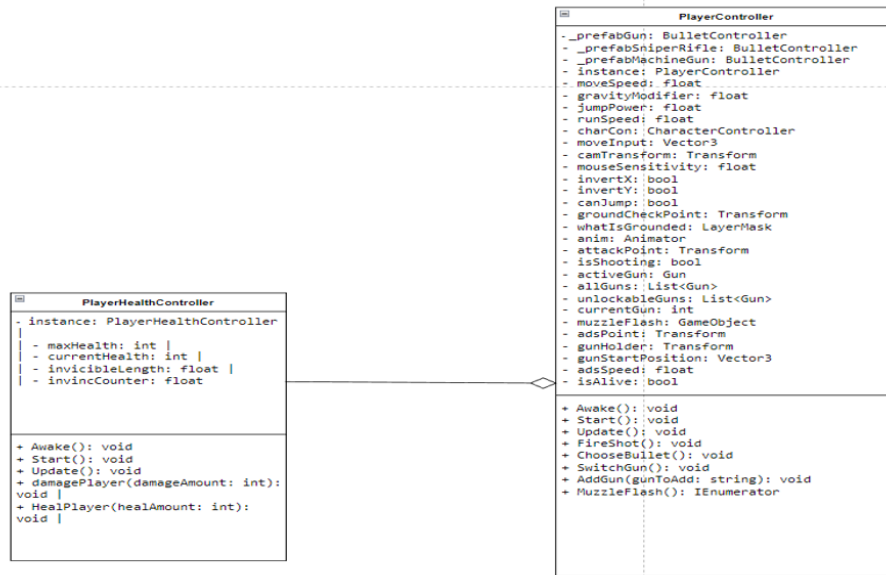 PlayerController
-_prefabGun: BulletController
- _prefabSniperRifle: BulletController
- _prefabMachineGun: BulletController
- instance: PlayerController
- moveSpeed: float
- gravityModifier: float
- jumpPower: float
- runSpeed: float
- charCon: CharacterController
- moveInput: Vector3
- camTransform: Transform
- mouseSensitivity: float
- invertX: bool
- invertY: bool
- canJump: bool
- groundCheckPoint: Transform
- whatIsGrounded: LayerMask
- anim: Animator
- attackPoint: Transform
- isShooting: bool
- activeGun: Gun
- allGuns: List<Gun>
- unlockableGuns: List<Gun>
- currentGun: int
- muzzleFlash: GameObject
- adsPoint: Transform
- gunHolder: Transform
- gunStartPosition: Vector3
- adsSpeed: float
- isAlive: bool
+ Awake(): void
+ Start(): void
+ Update(): void
+ FireShot(): void
+ ChooseBullet(): void
+ SwitchGun(): void
+ AddGun(gunToAdd: string): void
+ MuzzleFlash(): IEnumerator
PlayerHealthController
- instance: PlayerHealthController
|
| - maxHealth: int |
| - currentHealth: int |
| - invicibleLength: float |
| - invincCounter: float
+ Awake(): void
+ Start(): void
+ Update(): void
+ damagePlayer(damageAmount: int):
void |
+ HealPlayer(healAmount: int):
void |